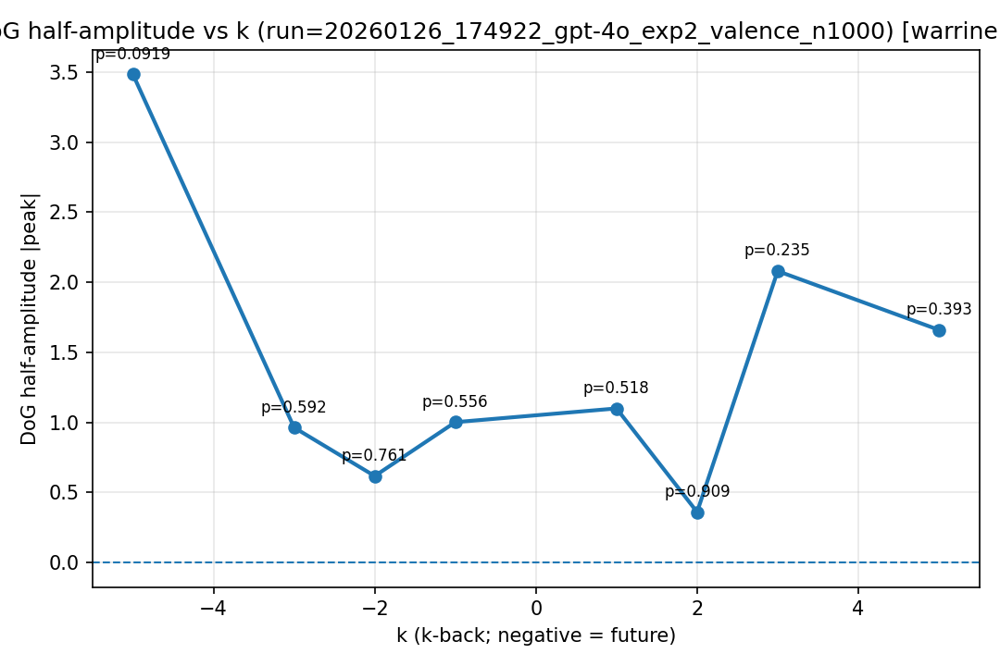 G half-amplitude vs k (run=20260126_174922_gpt-4o_exp2_valence_n1000) [warrine
p=0.0919
3.5
3.0
2.5
p=0.235
2.0
p=0.393
1.5
p=0.518
p=0.556
p=0.592
1.0
p=0.761
p=0.909
0.5
0.0
DoG half-amplitude |peak|
−4
−2
0
2
4
k (k-back; negative = future)